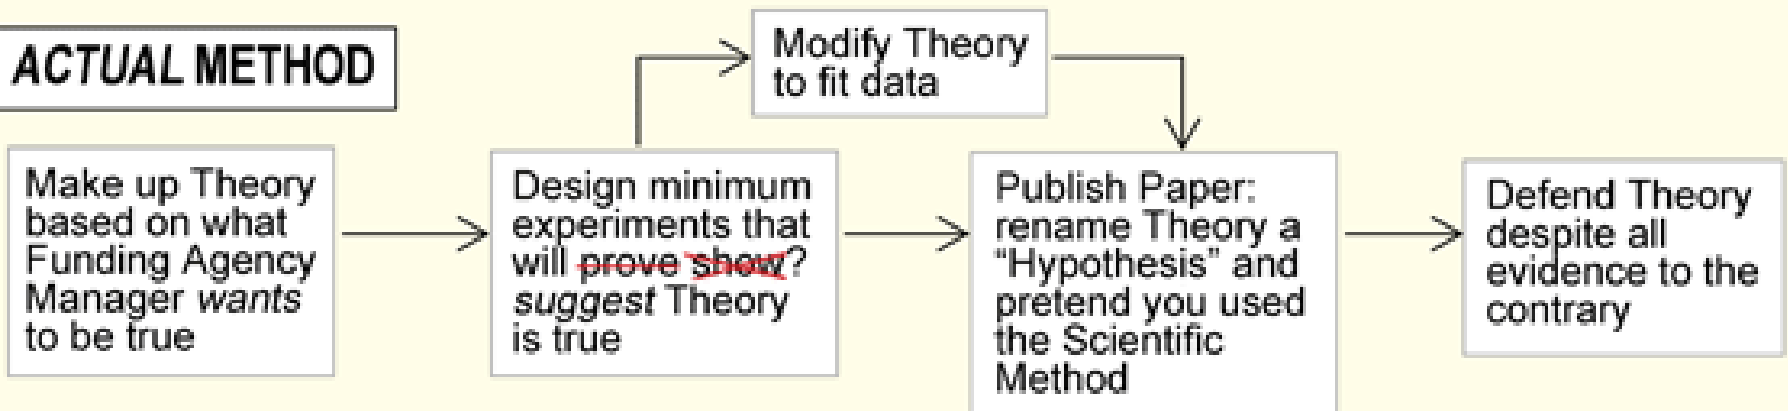 ACTUAL METHOD
Modify Theory
to fit data
Make up Theory
based on what
Funding Agency
Manager wants
to be true
Design minimum
experiments that
will prove show?
suggest Theory
is true
Publish Paper:
rename Theory a
“Hypothesis” and
pretend you used
the Scientific
Method
Defend Theory
despite all
evidence to the
contrary